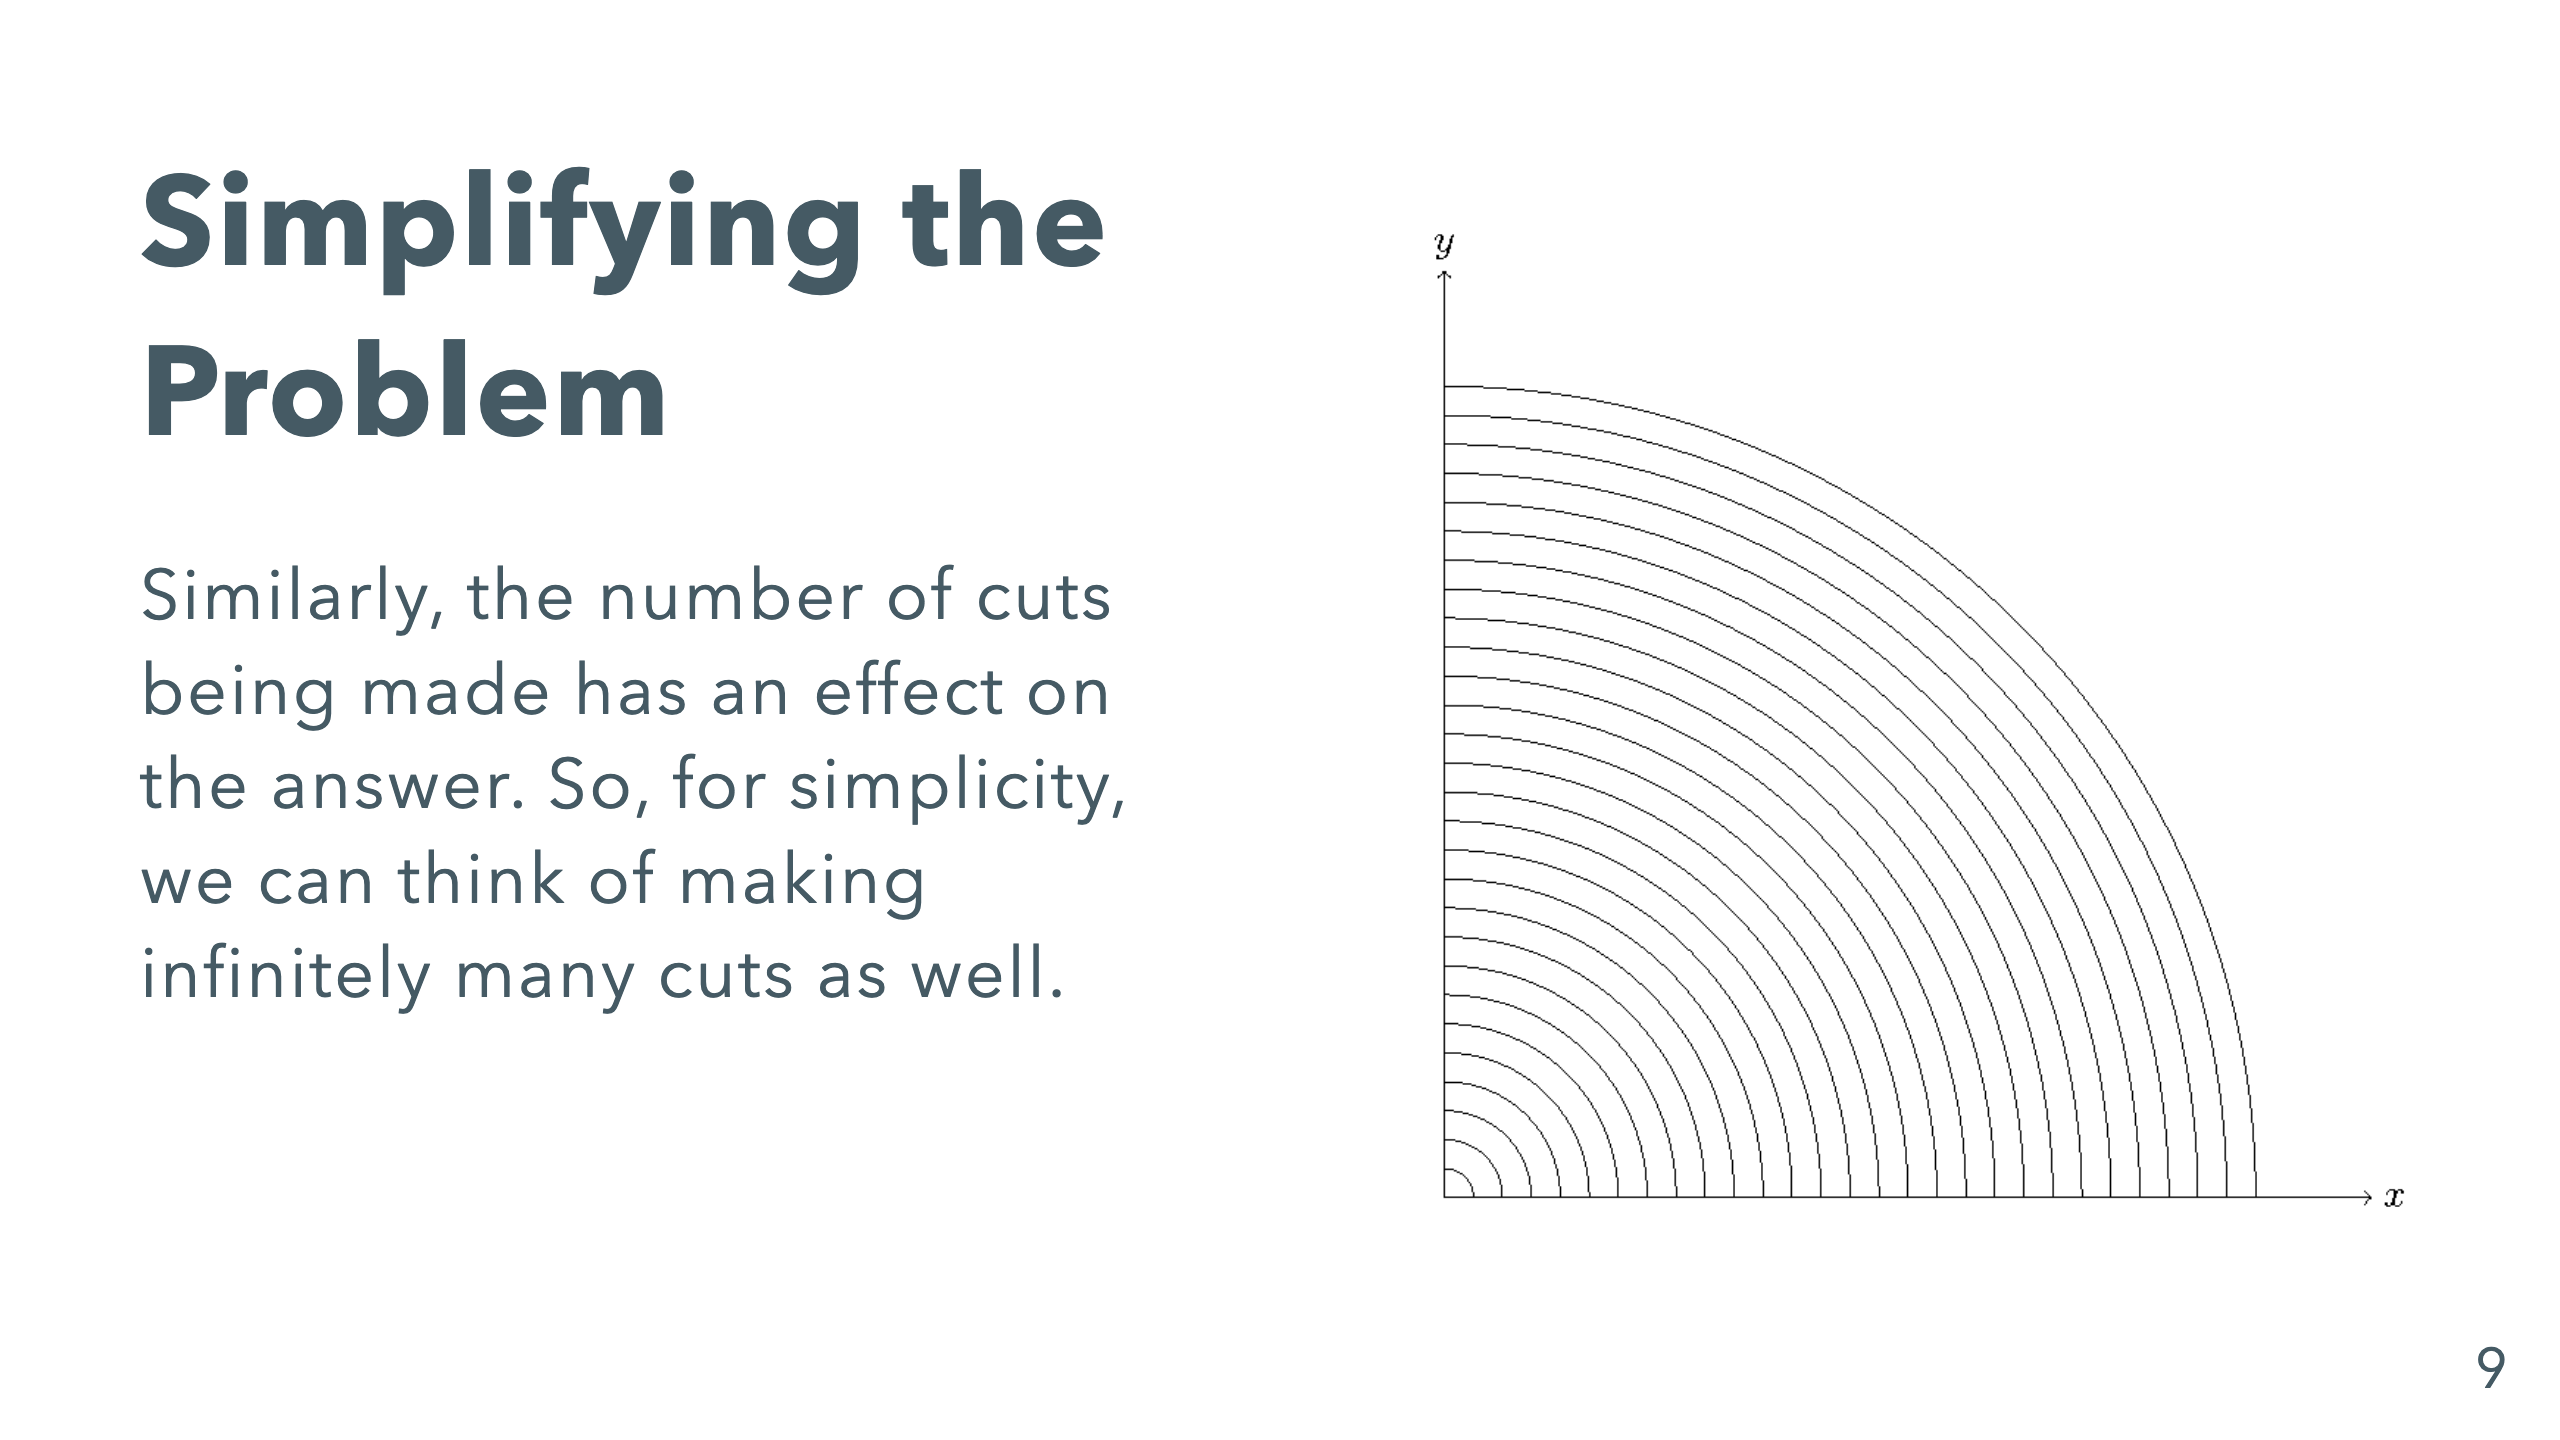 Simplifying the
Problem
Similarly, the number of cuts
being made has an effect on
the answer. So, for simplicity,
we can think of making
infinitely many cuts as well.
y
x
9